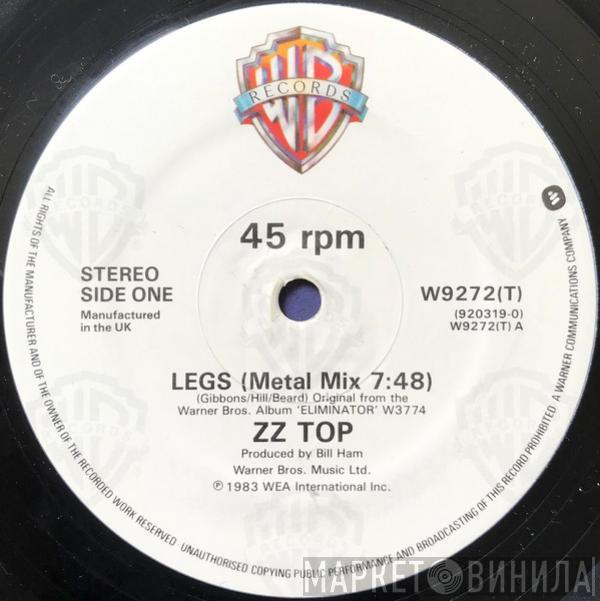 WB
RECORDS
45 rpm
STEREO
SIDE ONE
Manufactured
in the UK
W9272(T)
(920319-0)
W9272(T) A
LEGS (Metal Mix 7:48)
(Gibbons/Hill/Beard) Original from the
Warner Bros. Album 'ELIMINATOR' W3774
ZZ TOP
Produced by Bill Ham
Warner Bros. Music Ltd.
℗ 1983 WEA International Inc.
ALL RIGHTS OF THE MANUFACTURER AND OF THE OWNER OF THE RECORDED WORK RESERVED UNAUTHORISED COPYING PUBLIC PERFORMANCE AND BROADCASTING OF THIS RECORD PROHIBITED A WARNER COMMUNICATIONS COMPANY
МАРКЕТ ВИНИЛА